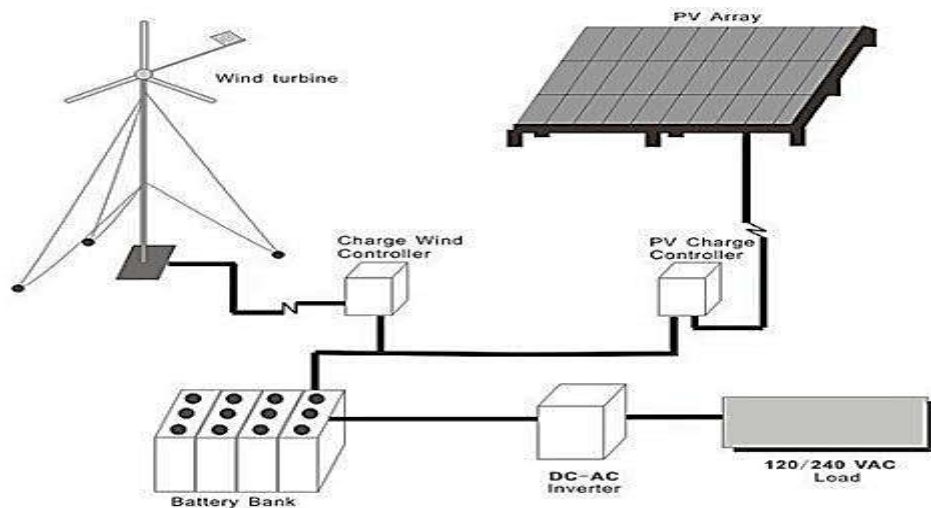 PV Array
Wind turbine
Charge Wind
Controller
PV Charge
Controller
Battery Bank
DC-AC
Inverter
120/240 VAC
Load